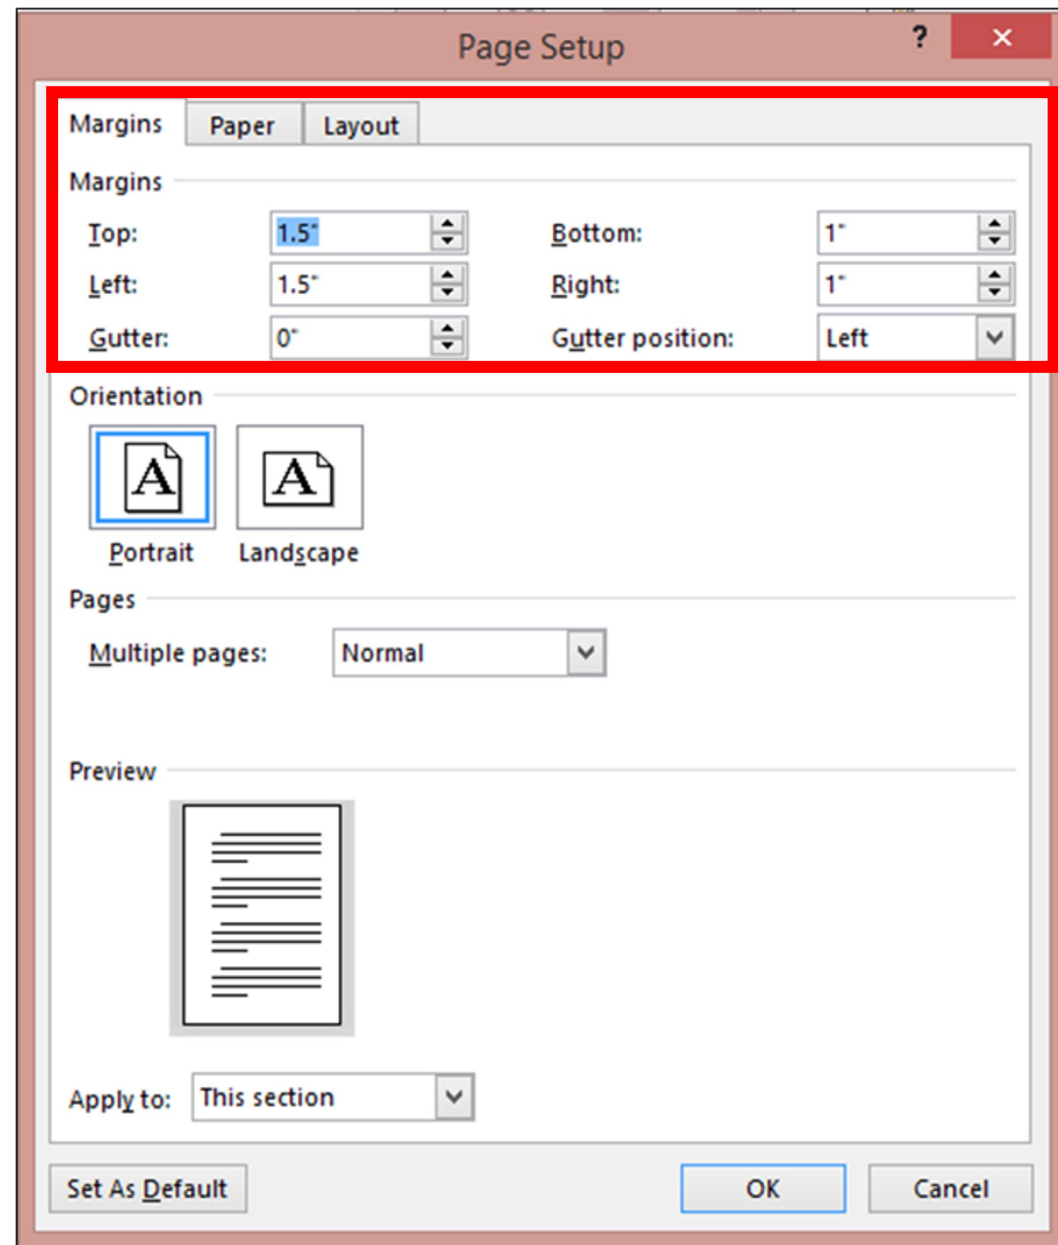 Page Setup ? ×
Margins Paper Layout
Margins
Top: 1.5" Bottom: 1"
Left: 1.5" Right: 1"
Gutter: 0" Gutter position: Left
Orientation
A A
Portrait Landscape
Pages
Multiple pages: Normal
Preview
Apply to: This section
Set As Default OK Cancel